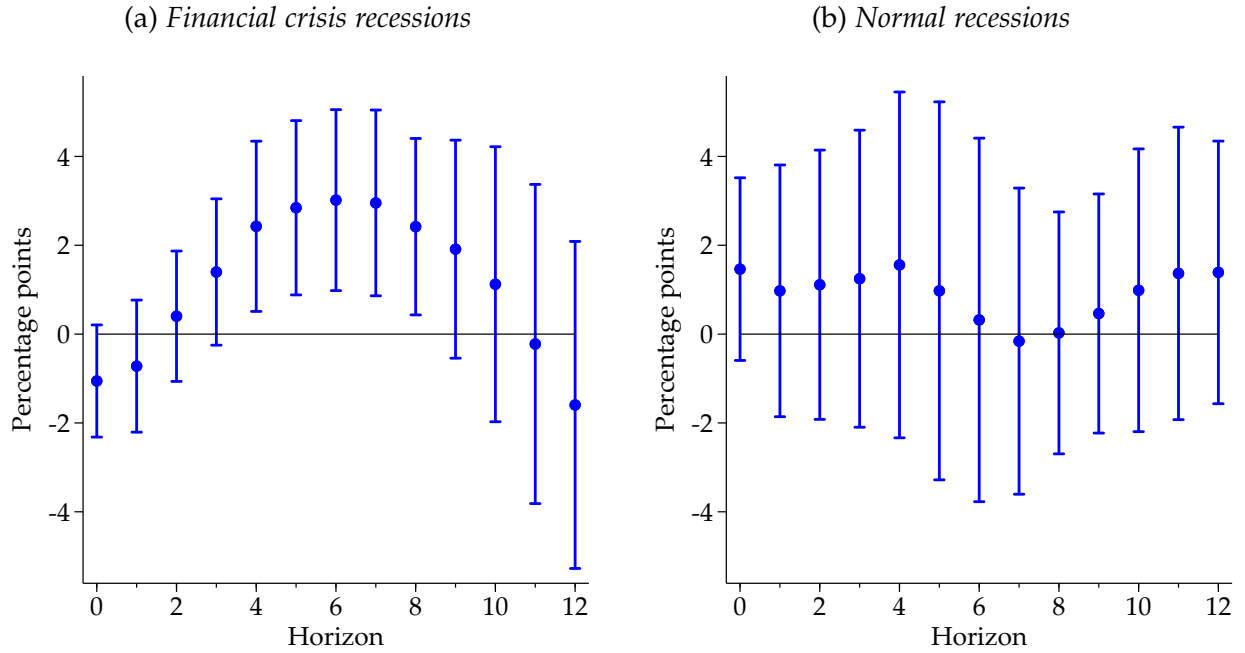 (a) Financial crisis recessions
Percentage points
4
2
0
-2
-4
0 2 4 6 8 10 12
Horizon
(b) Normal recessions
Percentage points
4
2
0
-2
-4
0 2 4 6 8 10 12
Horizon